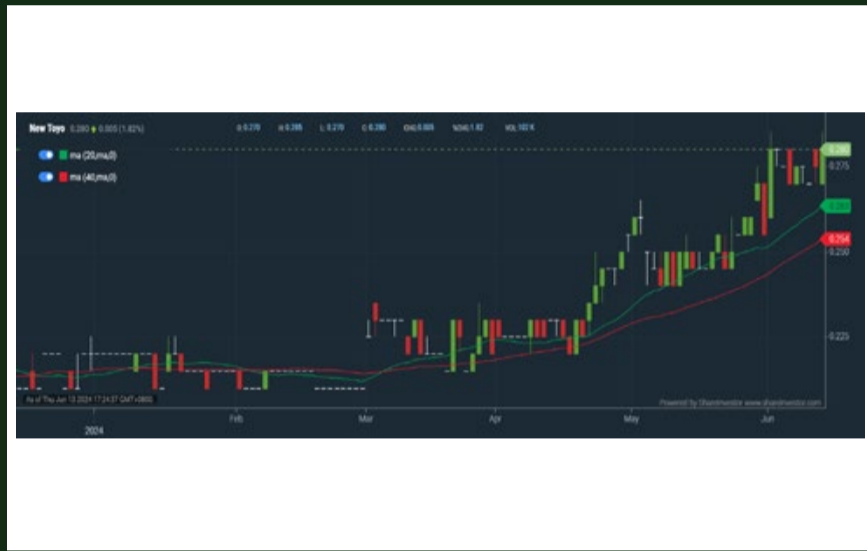 New Toyo 0.280 0.005 (1.82%) O:0.270 H:0.285 L:0.270 C:0.280 (CHG)0.005 %CHG:1.82 VOL:102 K
ma (20,ma,0)
ma (40,ma,0)
0.280
0.275
0.254
0.250
0.225
As of Thu Jun 13 2024 17:24:37 GMT+0800
Powered by ShareInvestor www.shareinvestor.com
Feb Mar Apr May Jun
2024